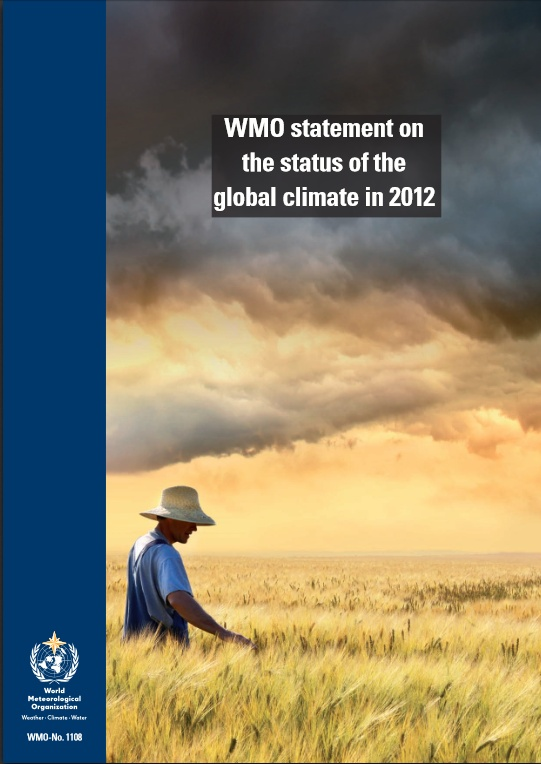 WMO statement on
the status of the
global climate in 2012
World
Meteorological
Organization
Weather · Climate · Water
WMO-No. 1108